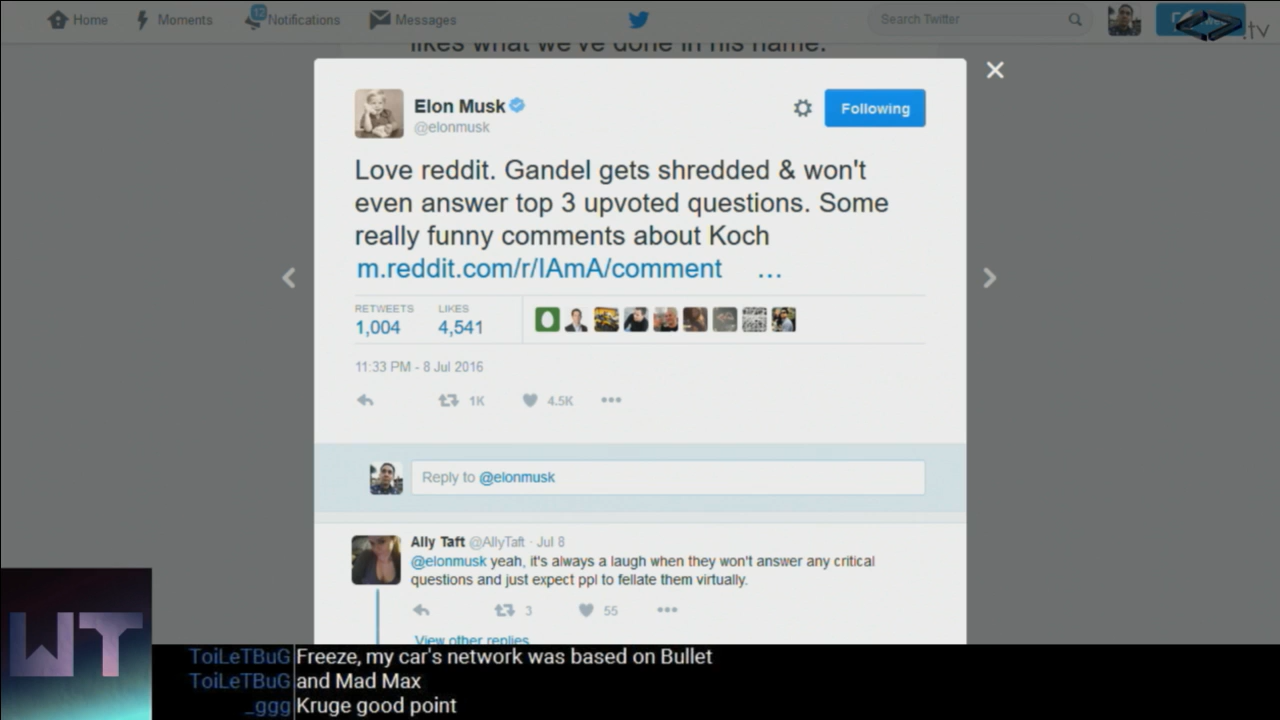 Home Moments 12 Notifications Messages Search Twitter
.tv
likes what we've done in his name.
Elon Musk
@elonmusk
Following
Love reddit. Gandel gets shredded & won't
even answer top 3 upvoted questions. Some
really funny comments about Koch
m.reddit.com/r/IAmA/comment …
RETWEETS LIKES
1,004 4,541
11:33 PM - 8 Jul 2016
1K 4.5K
Reply to @elonmusk
Ally Taft @AllyTaft · Jul 8
@elonmusk yeah, it's always a laugh when they won't answer any critical
questions and just expect ppl to fellate them virtually.
3 55
View other replies
WT
ToiLeTBuG Freeze, my car's network was based on Bullet
ToiLeTBuG and Mad Max
_ggg Kruge good point